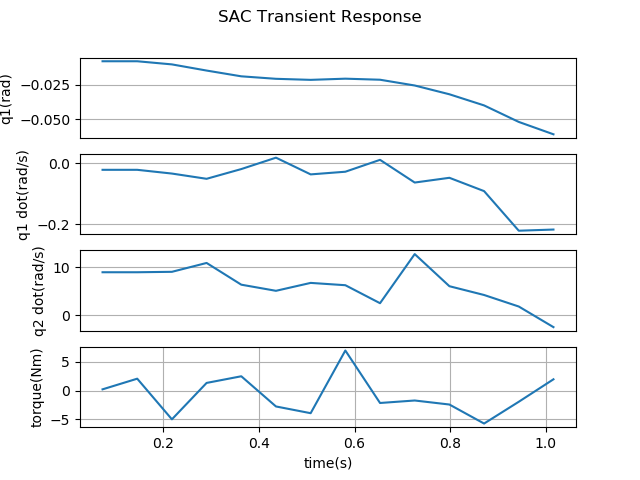 SAC Transient Response
q1(rad)
−0.025
−0.050
q1 dot(rad/s)
0.0
−0.2
q2 dot(rad/s)
10
0
torque(Nm)
5
0
−5
0.2 0.4 0.6 0.8 1.0
time(s)